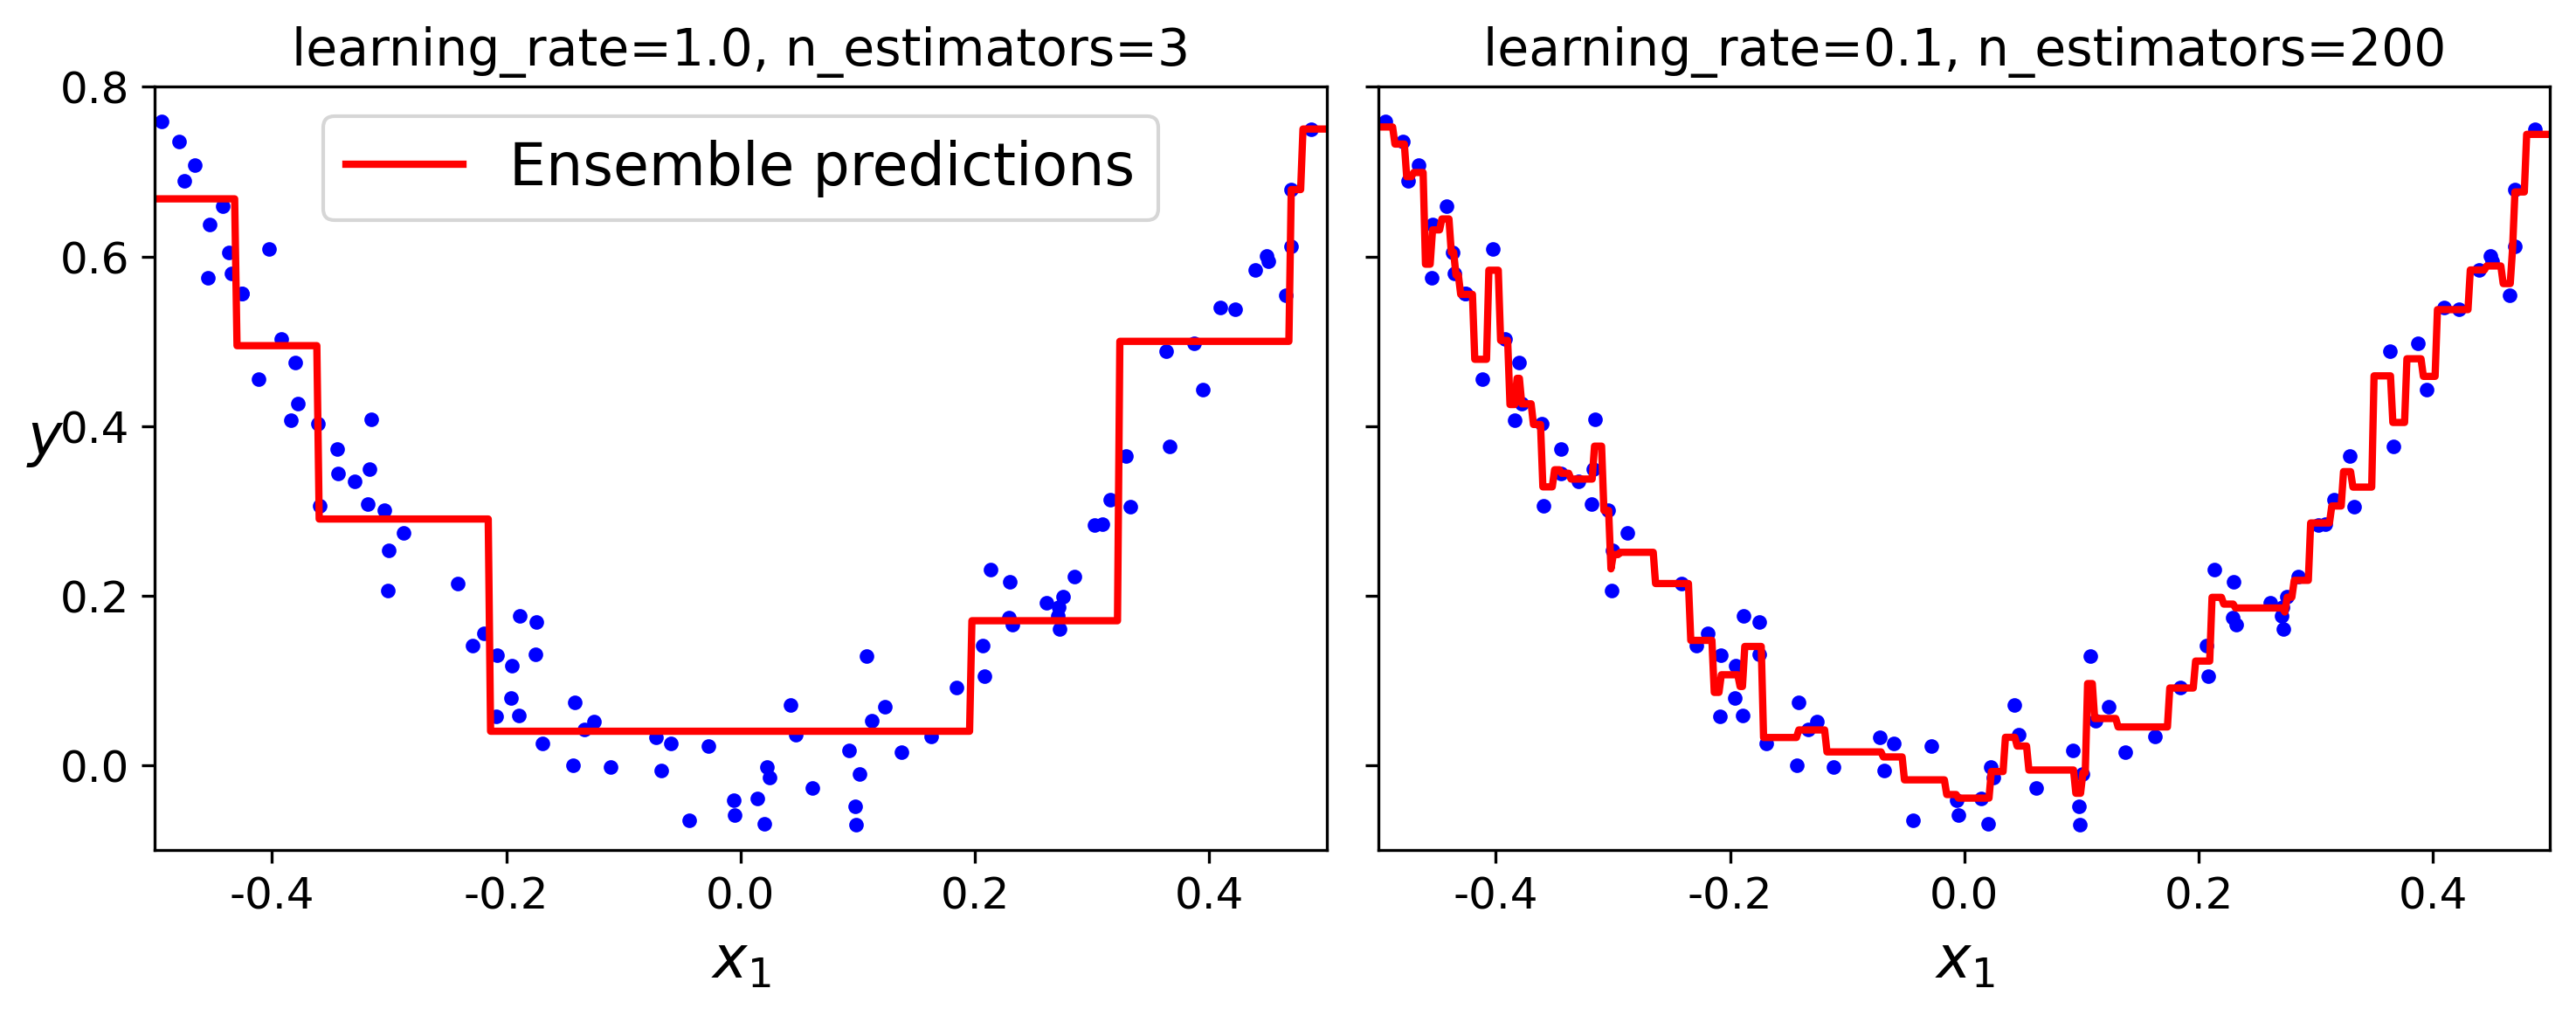 learning_rate=1.0, n_estimators=3
0.8
0.6
0.4
0.2
0.0
y
Ensemble predictions
-0.4 -0.2 0.0 0.2 0.4
x₁
learning_rate=0.1, n_estimators=200
-0.4 -0.2 0.0 0.2 0.4
x₁